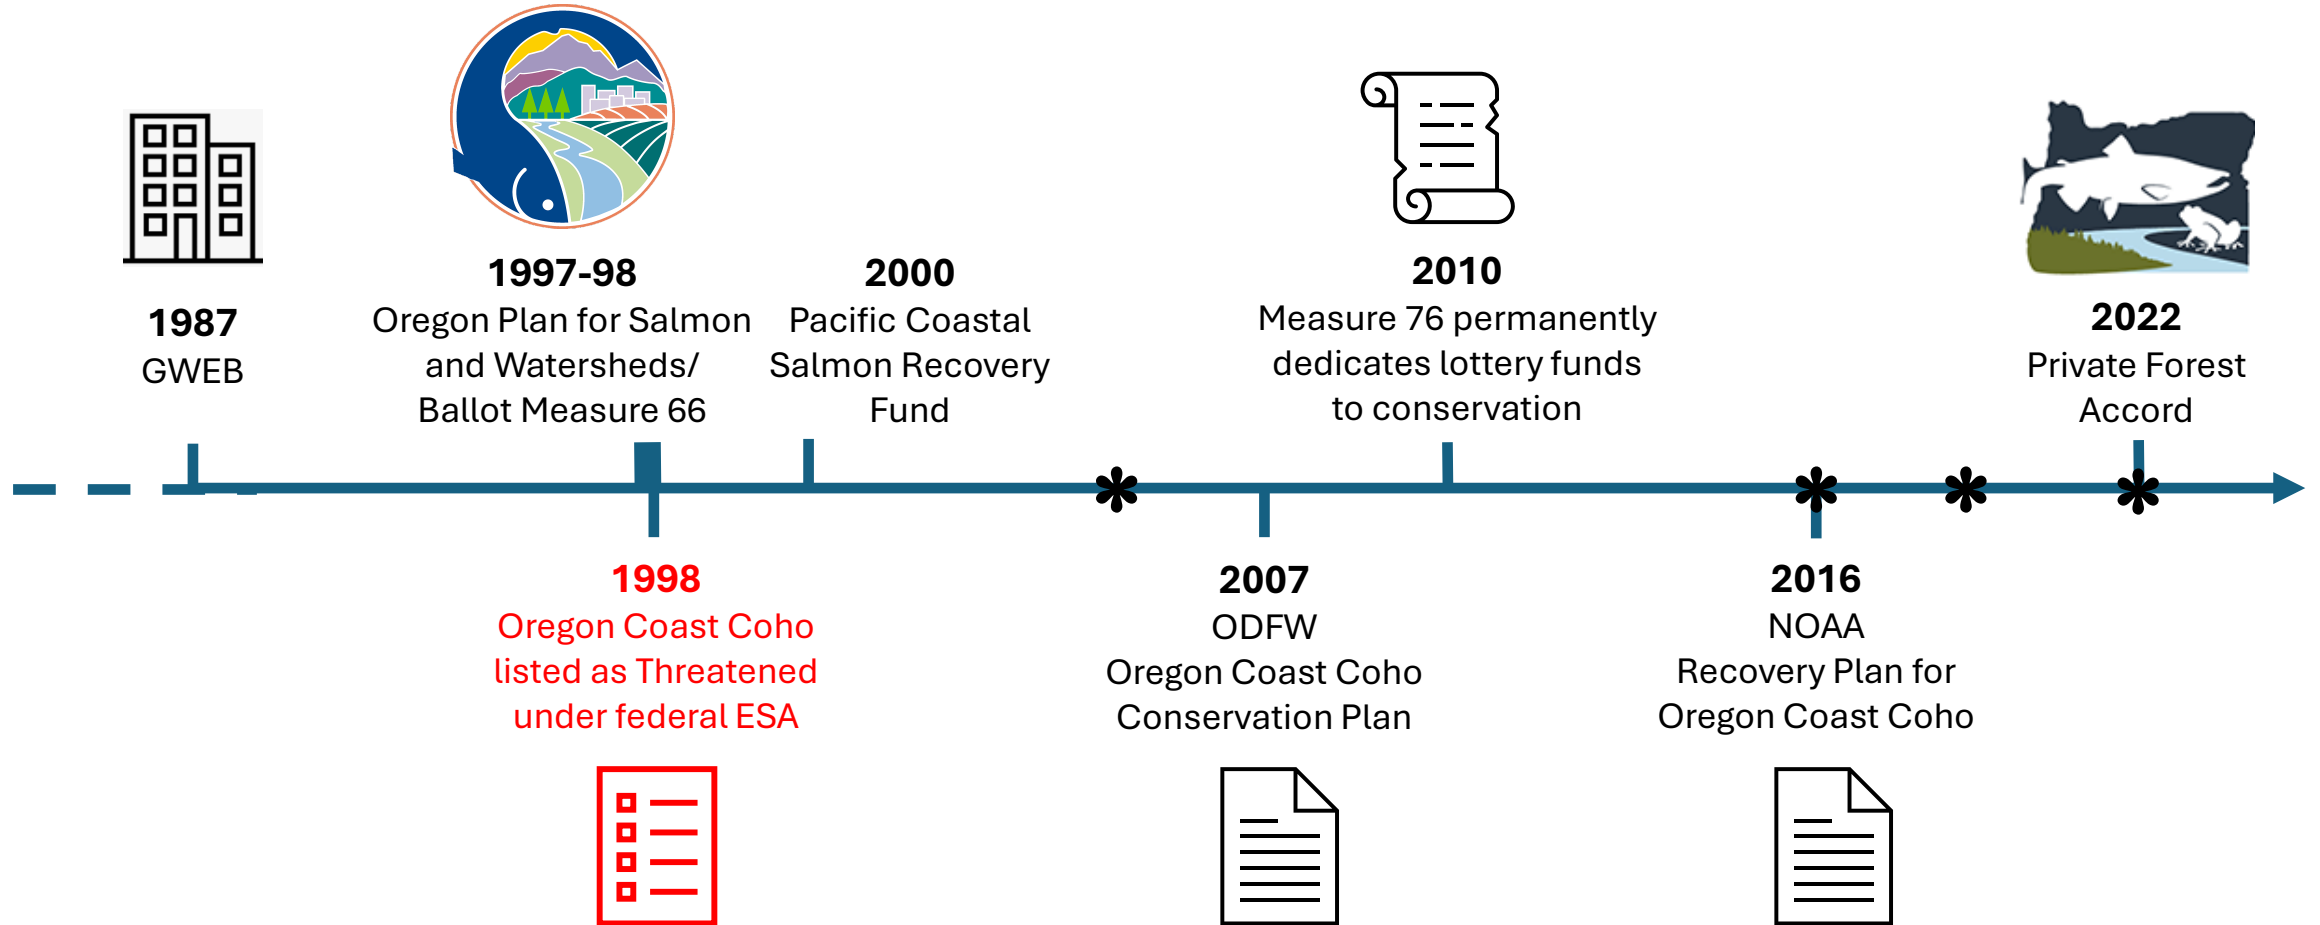 1987
GWEB
1997-98
Oregon Plan for Salmon
and Watersheds/
Ballot Measure 66
2000
Pacific Coastal
Salmon Recovery
Fund
2010
Measure 76 permanently
dedicates lottery funds
to conservation
2022
Private Forest
Accord
*
*
*
*
1998
Oregon Coast Coho
listed as Threatened
under federal ESA
2007
ODFW
Oregon Coast Coho
Conservation Plan
2016
NOAA
Recovery Plan for
Oregon Coast Coho